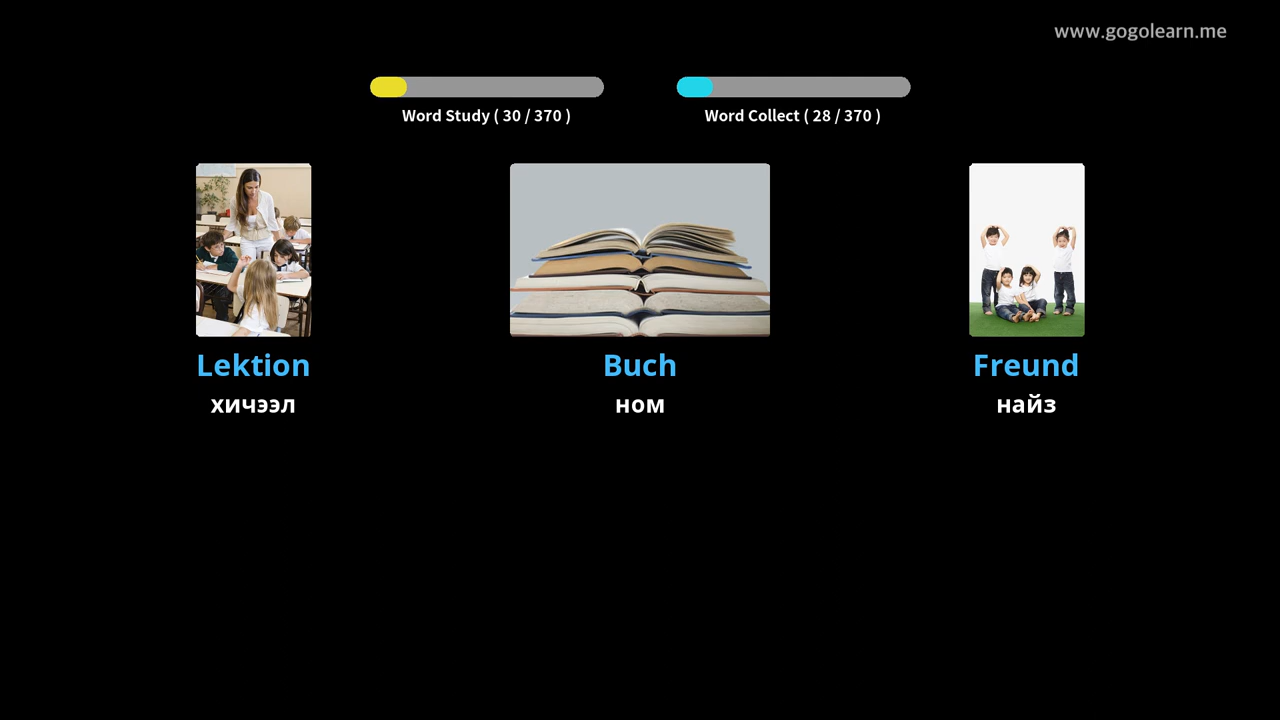 www.gogolearn.me
Word Study ( 30 / 370 )
Word Collect ( 28 / 370 )
Lektion
хичээл
Buch
ном
Freund
найз